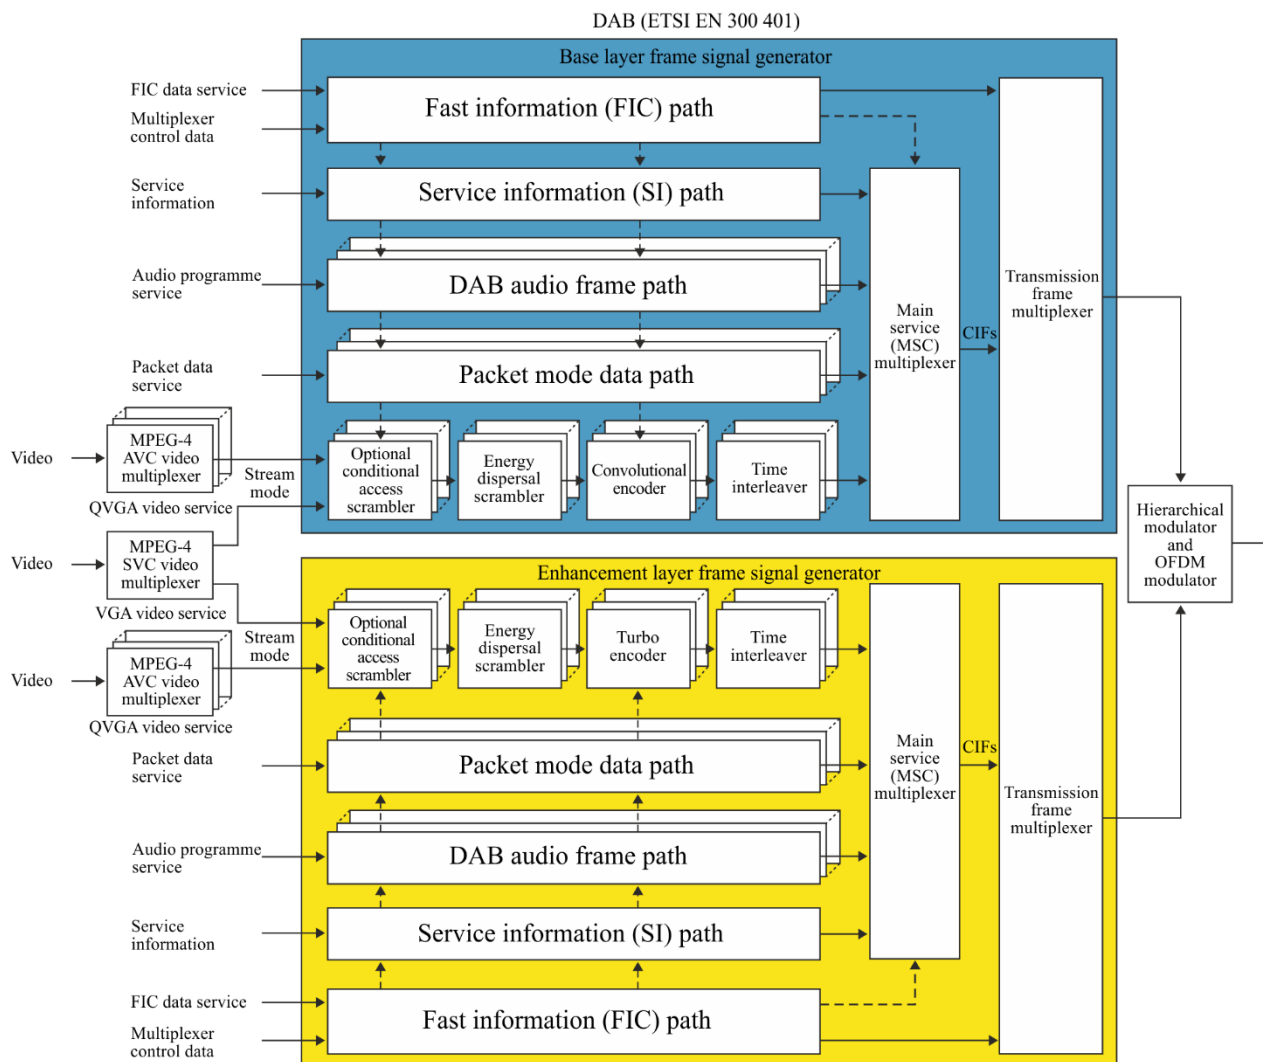 DAB (ETSI EN 300 401)
Base layer frame signal generator
FIC data service
Multiplexer
control data
Fast information (FIC) path
Service
information
Service information (SI) path
Audio programme
service
DAB audio frame path
Packet data
service
Packet mode data path
Main
service
(MSC)
multiplexer
CIFs
Transmission
frame
multiplexer
Video
MPEG-4
AVC video
multiplexer
QVGA video service
Stream
mode
Optional
conditional
access
scrambler
Energy
dispersal
scrambler
Convolutional
encoder
Time
interleaver
Video
MPEG-4
SVC video
multiplexer
VGA video service
Hierarchical
modulator
and
OFDM
modulator
Enhancement layer frame signal generator
Stream
mode
Optional
conditional
access
scrambler
Energy
dispersal
scrambler
Turbo
encoder
Time
interleaver
Video
MPEG-4
AVC video
multiplexer
QVGA video service
Packet data
service
Packet mode data path
Main
service
(MSC)
multiplexer
CIFs
Transmission
frame
multiplexer
Audio programme
service
DAB audio frame path
Service
information
Service information (SI) path
FIC data service
Multiplexer
control data
Fast information (FIC) path